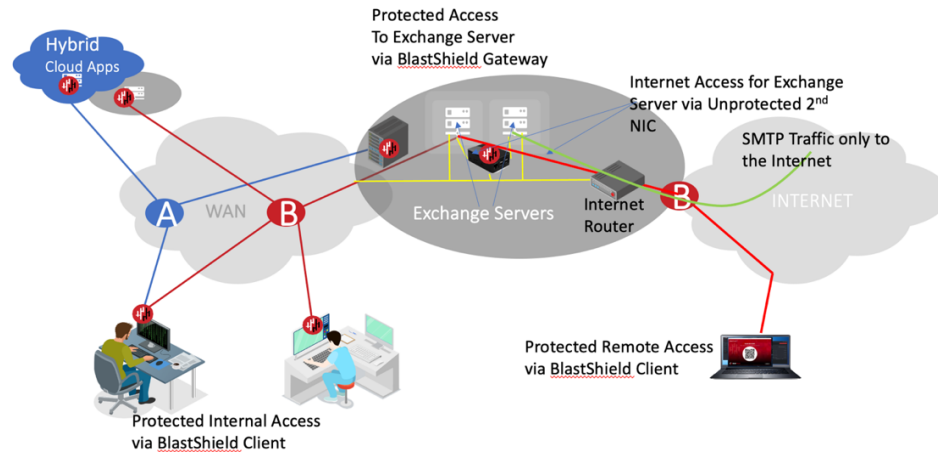 Protected Access
To Exchange Server
via BlastShield Gateway
Hybrid
Cloud Apps
Internet Access for Exchange
Server via Unprotected 2nd
NIC
SMTP Traffic only to
the Internet
A
WAN
B
Exchange Servers
Internet
Router
B
INTERNET
Protected Remote Access
via BlastShield Client
Protected Internal Access
via BlastShield Client